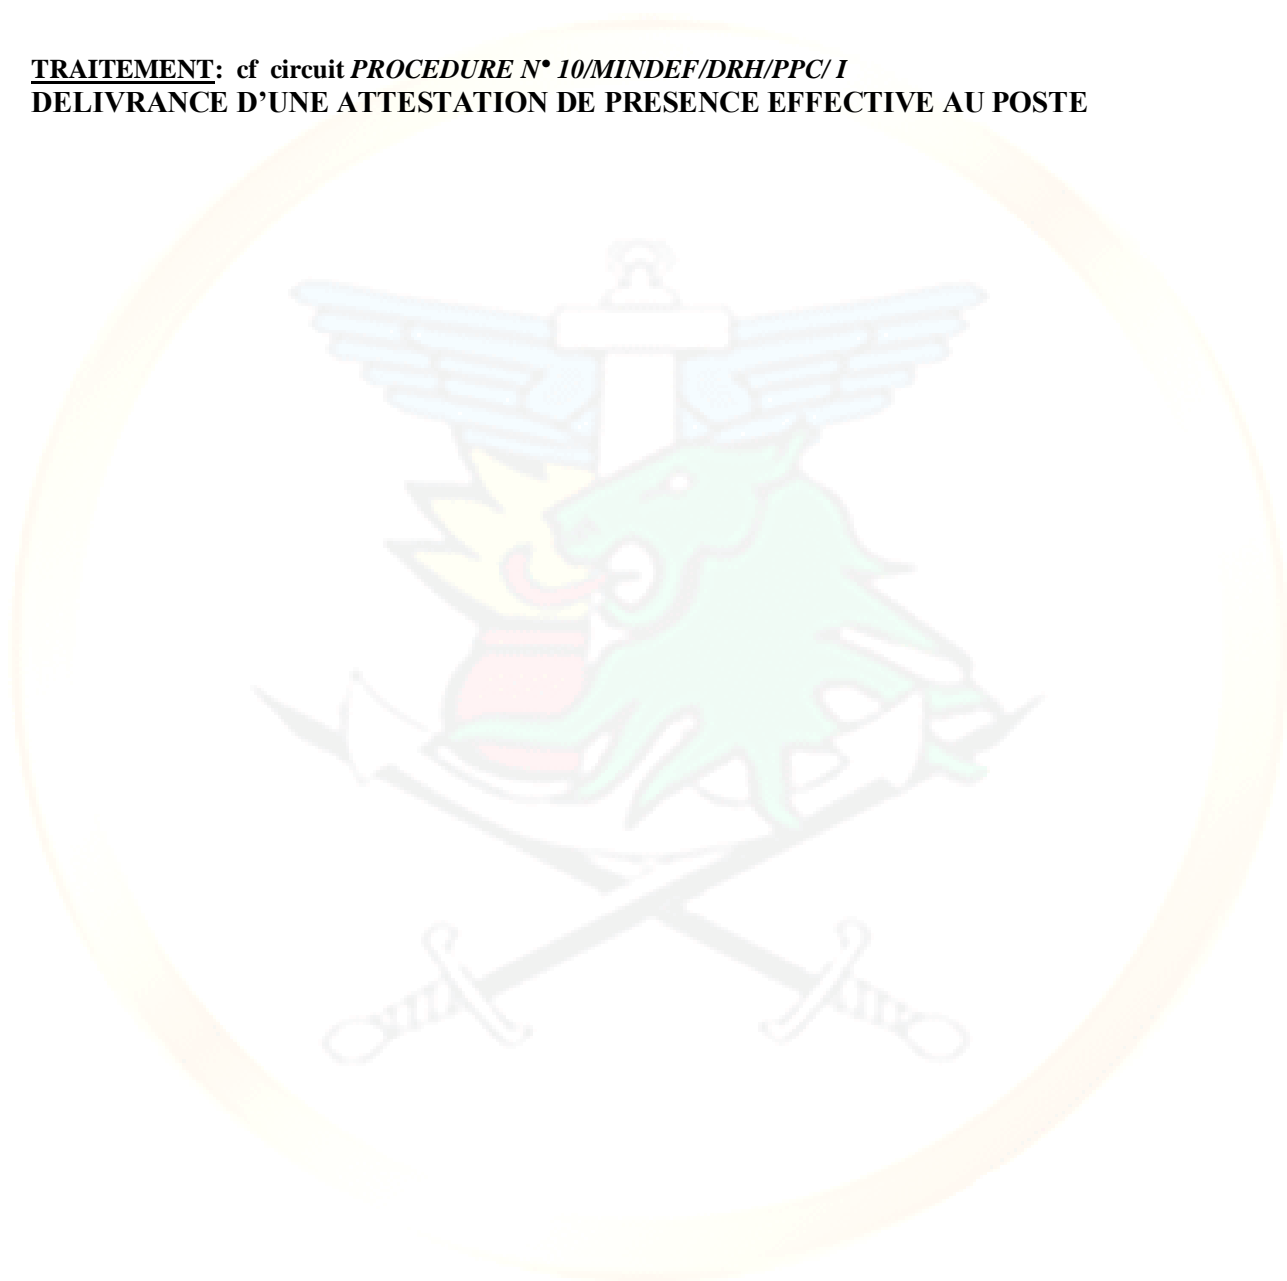 TRAITEMENT: cf circuit PROCEDURE N° 10/MINDEF/DRH/PPC/ I
DELIVRANCE D’UNE ATTESTATION DE PRESENCE EFFECTIVE AU POSTE